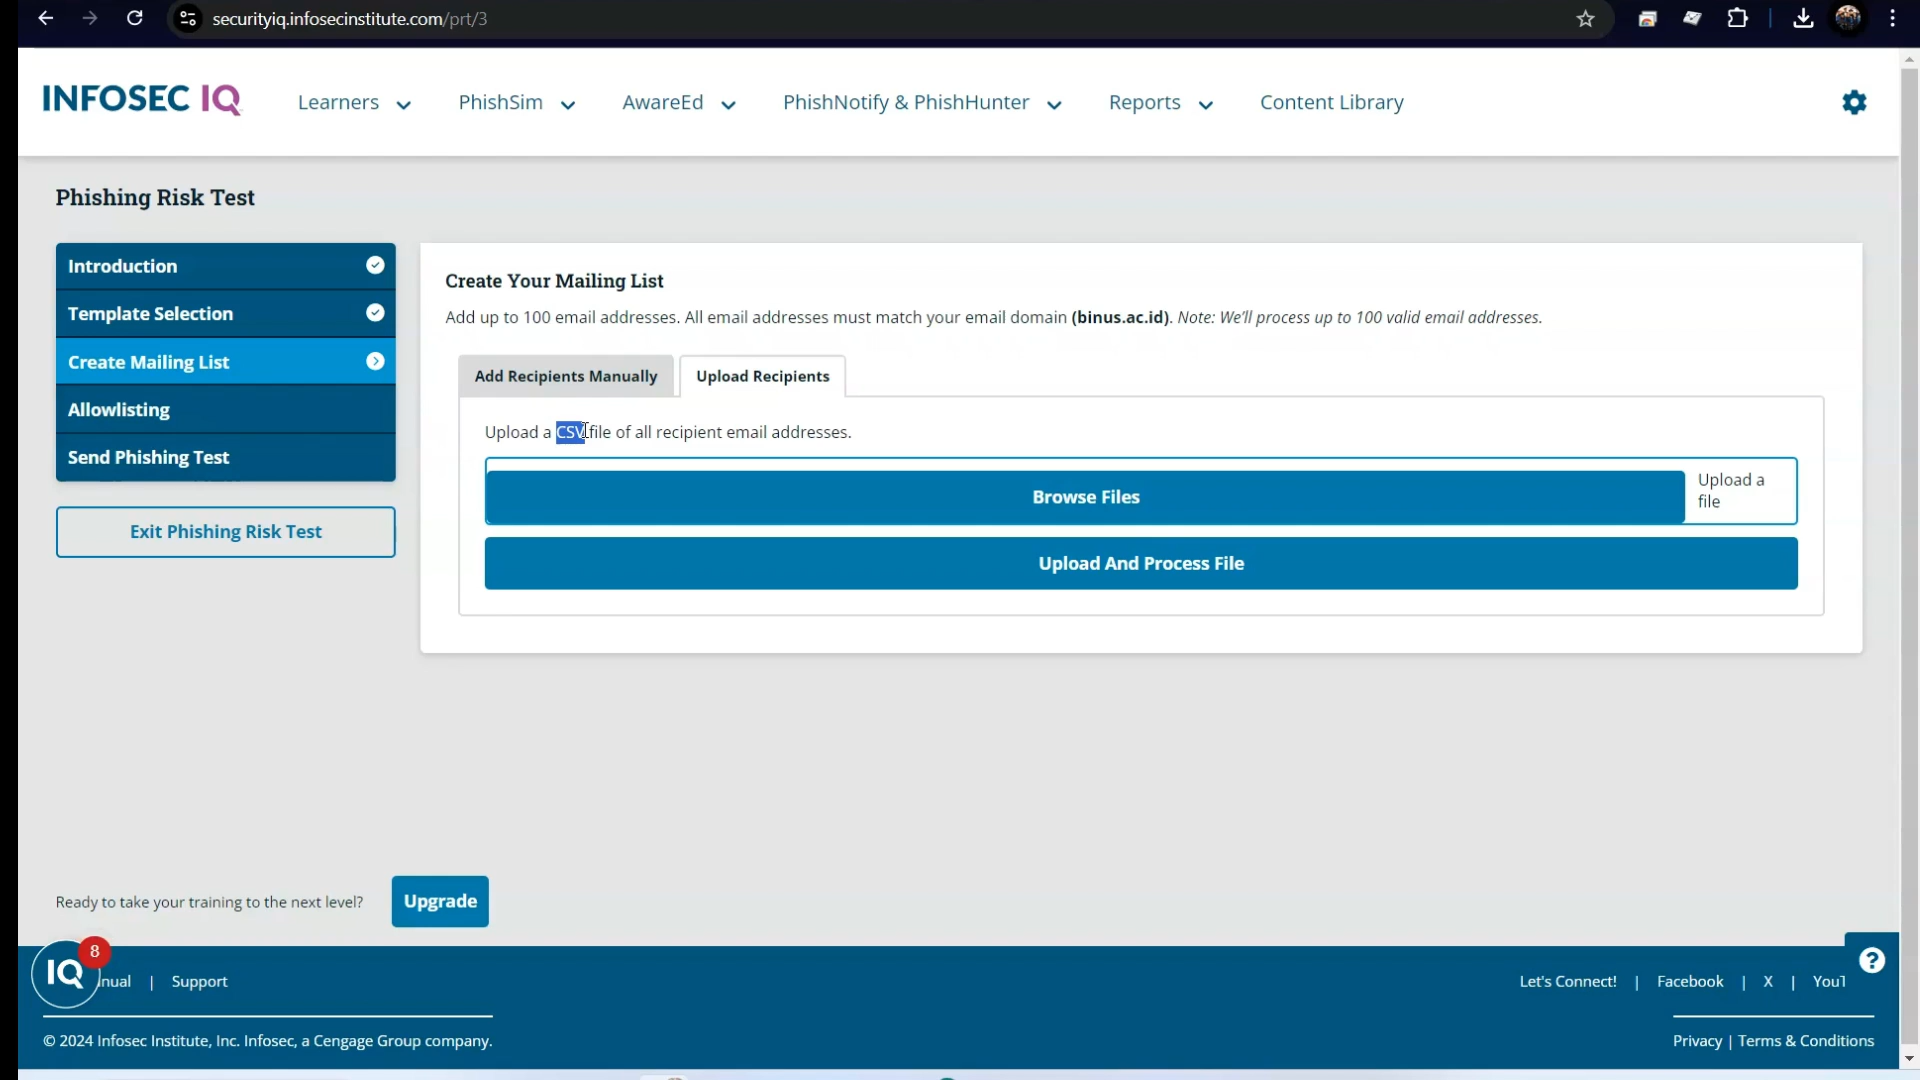 securityiq.infosecinstitute.com/prt/3
INFOSEC IQ
Learners
PhishSim
AwareEd
PhishNotify & PhishHunter
Reports
Content Library
Phishing Risk Test
Introduction
Template Selection
Create Mailing List
Allowlisting
Send Phishing Test
Exit Phishing Risk Test
Create Your Mailing List
Add up to 100 email addresses. All email addresses must match your email domain (binus.ac.id). Note: We'll process up to 100 valid email addresses.
Add Recipients Manually
Upload Recipients
Upload a CSV file of all recipient email addresses.
Browse Files
Upload a
file
Upload And Process File
Ready to take your training to the next level?
Upgrade
8
IQ
nual | Support
Let's Connect! | Facebook | X | YouT
?
© 2024 Infosec Institute, Inc. Infosec, a Cengage Group company.
Privacy | Terms & Conditions